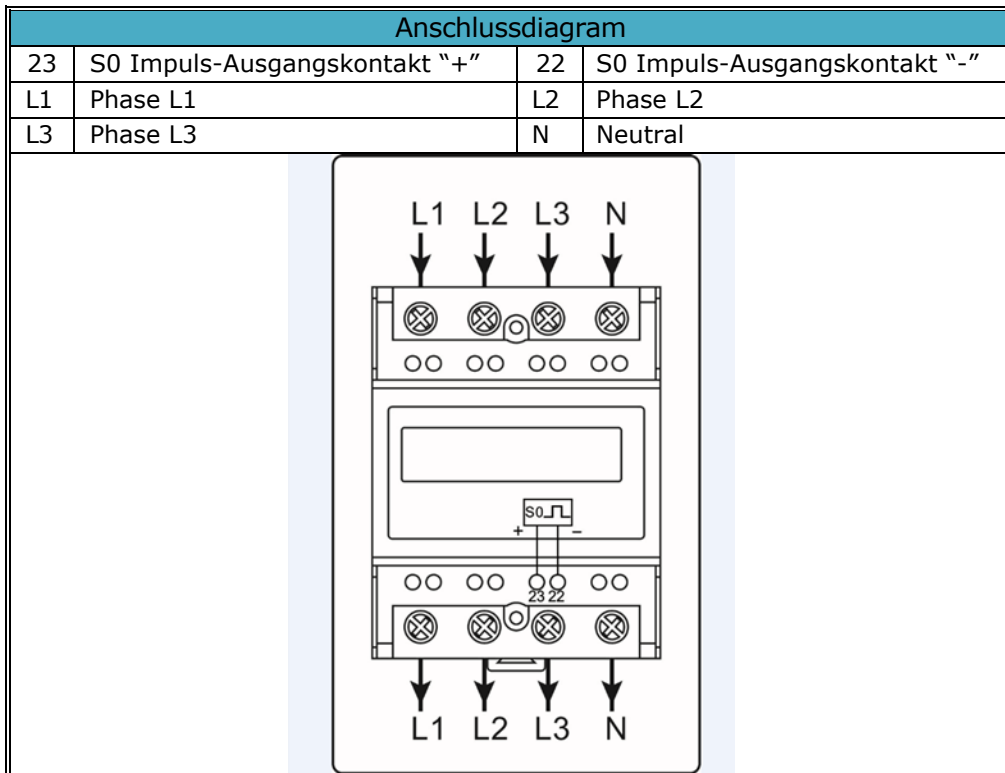 Anschlussdiagram
23 S0 Impuls-Ausgangskontakt “+” 22 S0 Impuls-Ausgangskontakt “-”
L1 Phase L1 L2 Phase L2
L3 Phase L3 N Neutral
L1 L2 L3 N
S0
+ −
23 22
L1 L2 L3 N